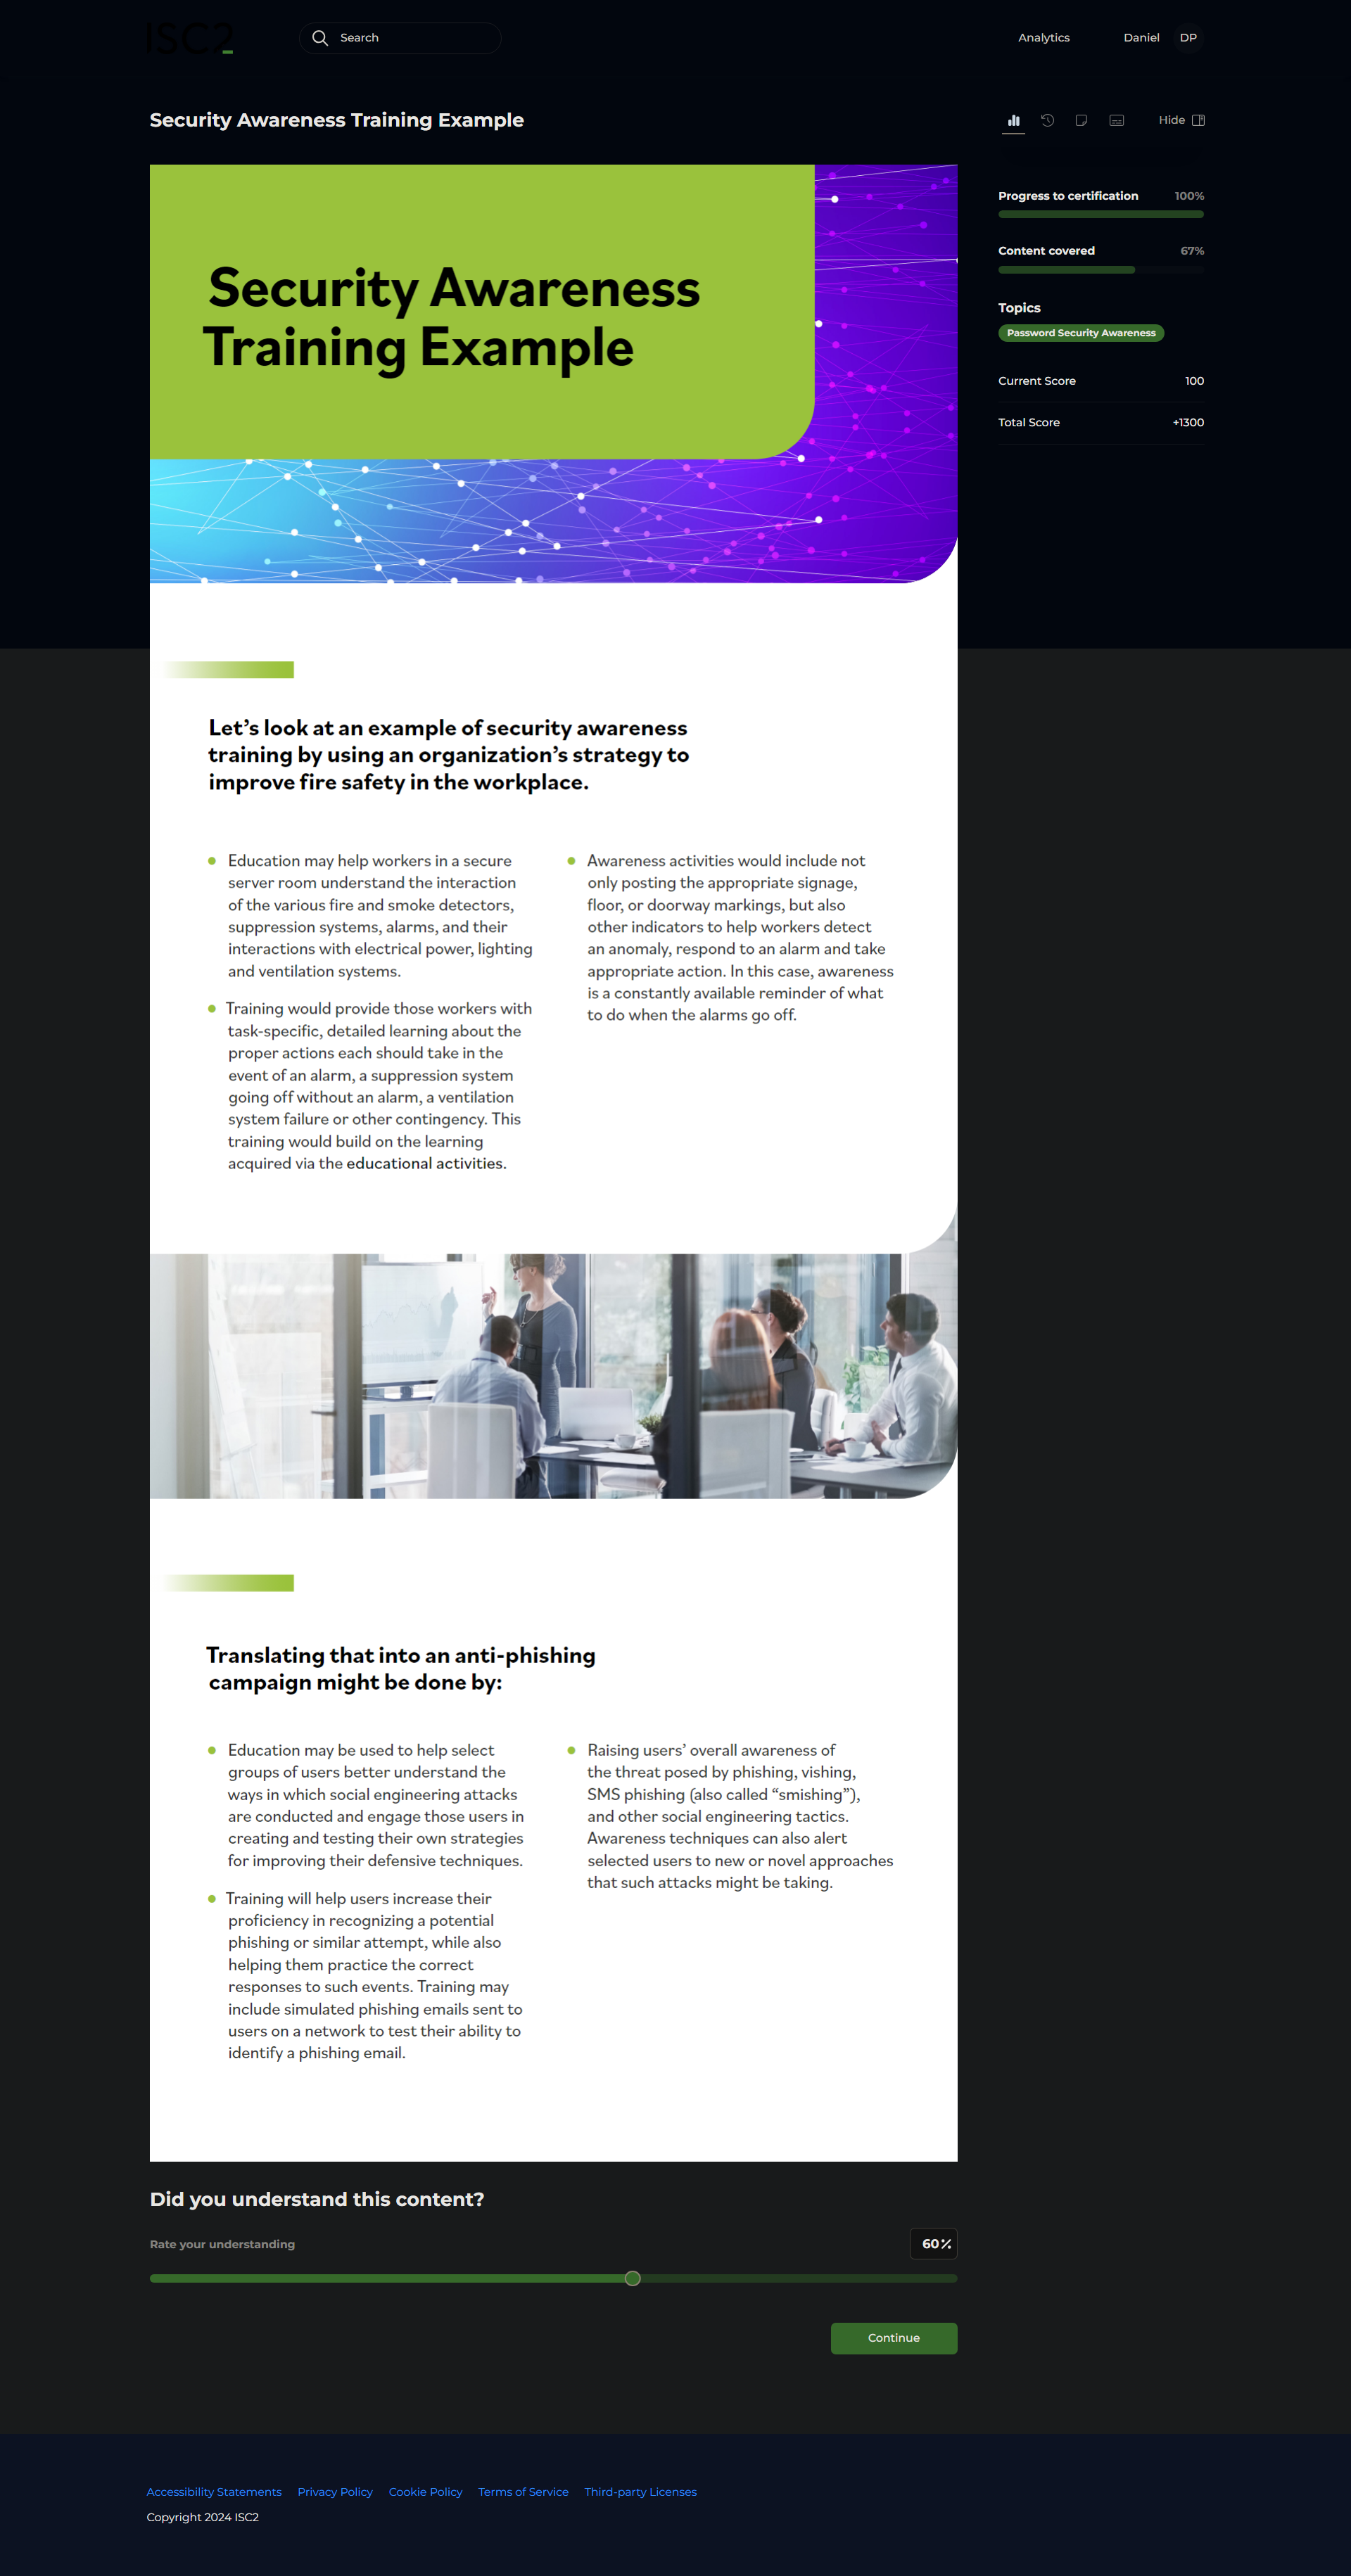 ISC2
Search
Analytics
Daniel
DP
Security Awareness Training Example
Hide
Security Awareness
Training Example
Progress to certification
100%
Content covered
67%
Topics
Password Security Awareness
Current Score
100
Total Score
+1300
Let’s look at an example of security awareness
training by using an organization’s strategy to
improve fire safety in the workplace.
Education may help workers in a secure
server room understand the interaction
of the various fire and smoke detectors,
suppression systems, alarms, and their
interactions with electrical power, lighting
and ventilation systems.
Training would provide those workers with
task-specific, detailed learning about the
proper actions each should take in the
event of an alarm, a suppression system
going off without an alarm, a ventilation
system failure or other contingency. This
training would build on the learning
acquired via the educational activities.
Awareness activities would include not
only posting the appropriate signage,
floor, or doorway markings, but also
other indicators to help workers detect
an anomaly, respond to an alarm and take
appropriate action. In this case, awareness
is a constantly available reminder of what
to do when the alarms go off.
Translating that into an anti-phishing
campaign might be done by:
Education may be used to help select
groups of users better understand the
ways in which social engineering attacks
are conducted and engage those users in
creating and testing their own strategies
for improving their defensive techniques.
Training will help users increase their
proficiency in recognizing a potential
phishing or similar attempt, while also
helping them practice the correct
responses to such events. Training may
include simulated phishing emails sent to
users on a network to test their ability to
identify a phishing email.
Raising users’ overall awareness of
the threat posed by phishing, vishing,
SMS phishing (also called “smishing”),
and other social engineering tactics.
Awareness techniques can also alert
selected users to new or novel approaches
that such attacks might be taking.
Did you understand this content?
Rate your understanding
60%
Continue
Accessibility Statements
Privacy Policy
Cookie Policy
Terms of Service
Third-party Licenses
Copyright 2024 ISC2